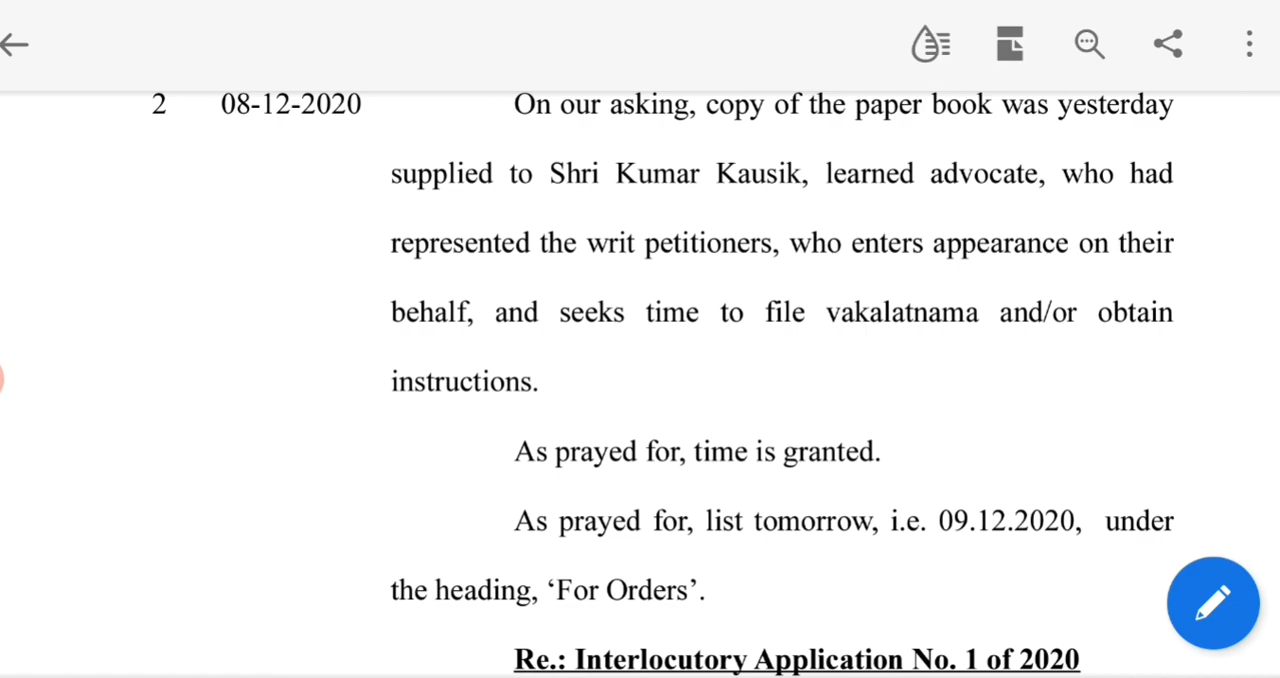 2 08-12-2020 On our asking, copy of the paper book was yesterday
supplied to Shri Kumar Kausik, learned advocate, who had
represented the writ petitioners, who enters appearance on their
behalf, and seeks time to file vakalatnama and/or obtain
instructions.
As prayed for, time is granted.
As prayed for, list tomorrow, i.e. 09.12.2020, under
the heading, ‘For Orders’.
Re.: Interlocutory Application No. 1 of 2020